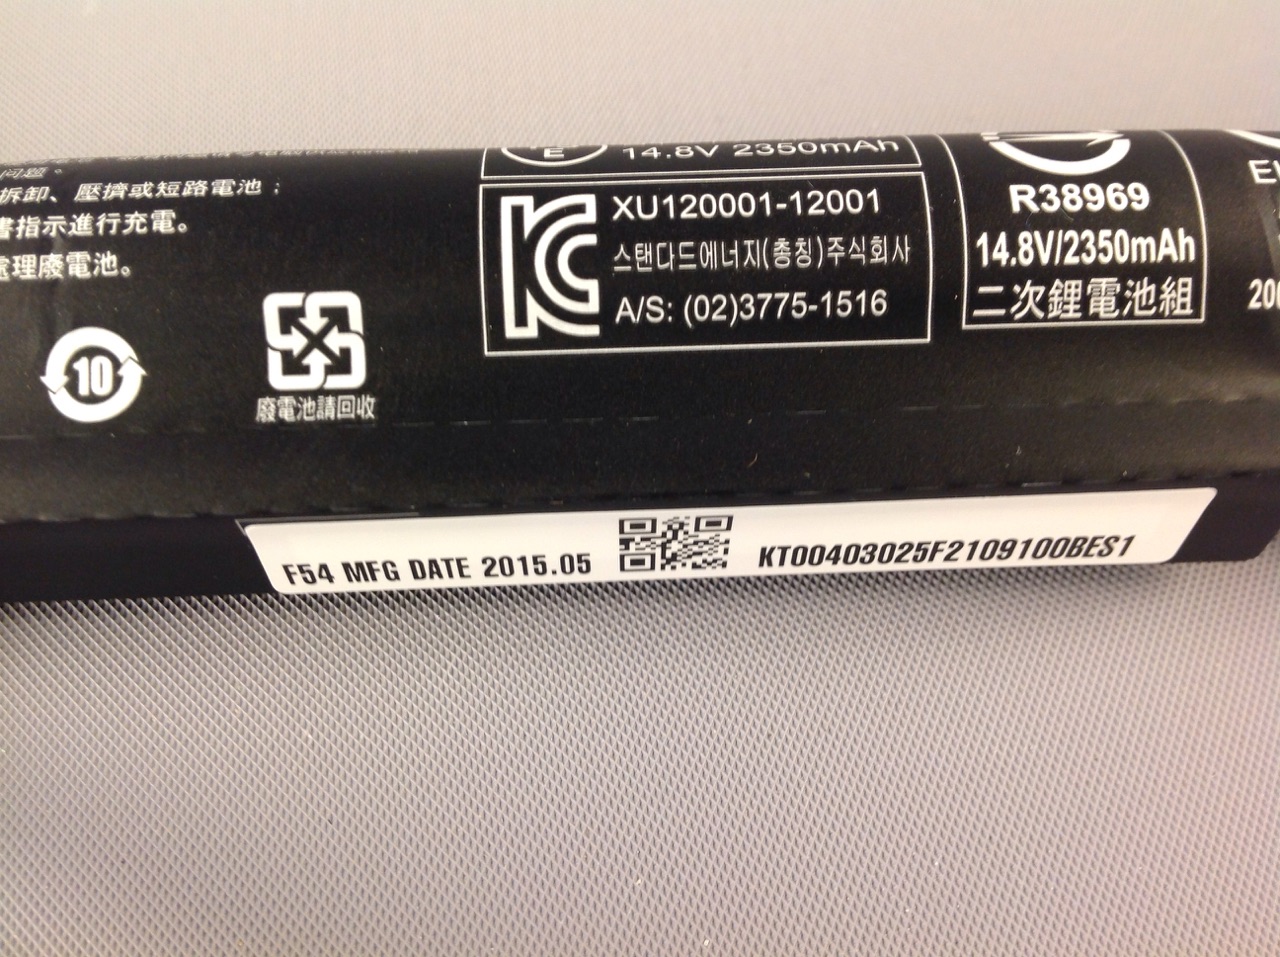 拆卸、壓擠或短路電池;
書指示進行充電。
處理廢電池。
10
廢電池請回收
E
14.8V 2350mAh
XU120001-12001
스탠다드에너지(총칭)주식회사
A/S: (02)3775-1516
R38969
14.8V/2350mAh
二次鋰電池組
F54 MFG DATE 2015.05
KT00403025F2109100BES1